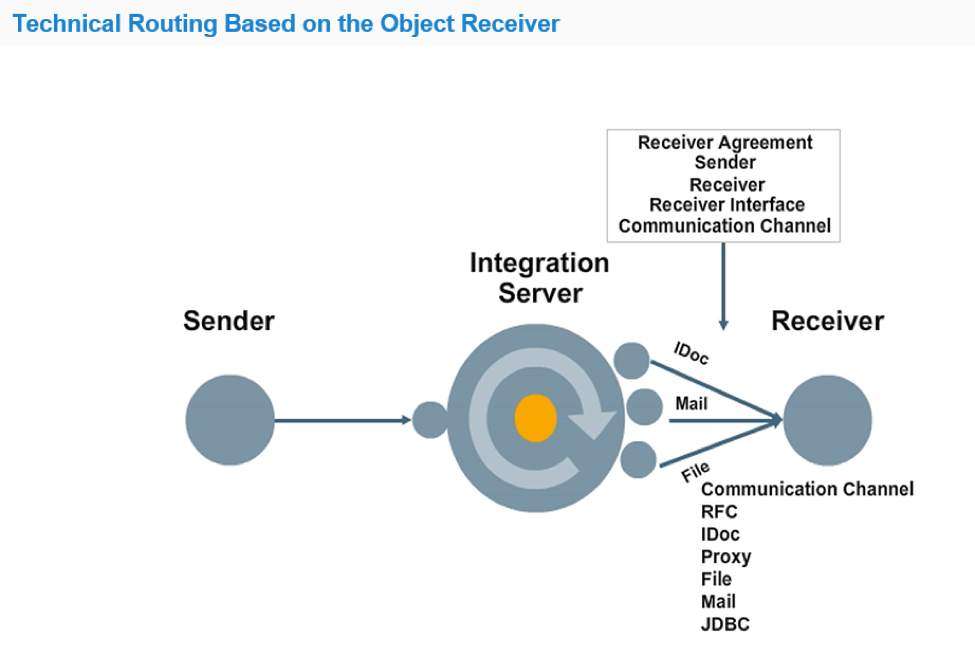 Technical Routing Based on the Object Receiver
Receiver Agreement
Sender
Receiver
Receiver Interface
Communication Channel
Integration
Server
Sender
Receiver
IDoc
Mail
File
Communication Channel
RFC
IDoc
Proxy
File
Mail
JDBC